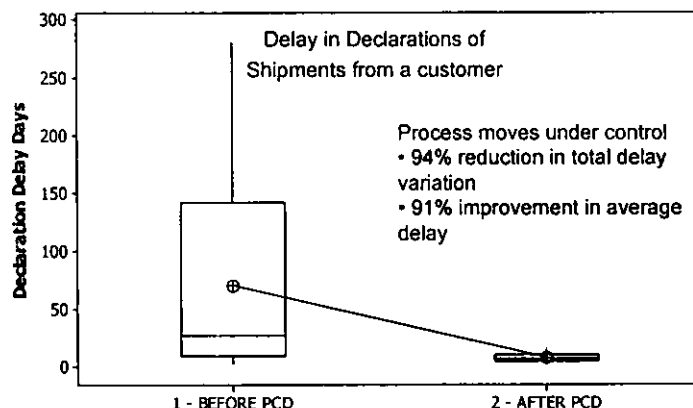 Delay in Declarations of
Shipments from a customer
Process moves under control
• 94% reduction in total delay
variation
• 91% improvement in average
delay
Declaration Delay Days
300
250
200
150
100
50
0
1 - BEFORE PCD
2 - AFTER PCD